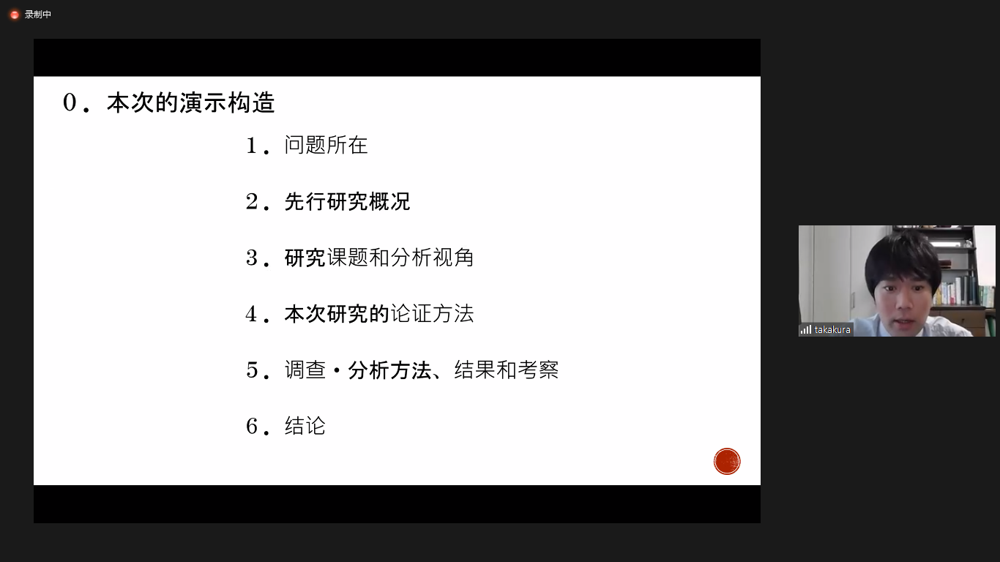 录制中
0．本次的演示构造
1．问题所在
2．先行研究概况
3．研究课题和分析视角
4．本次研究的论证方法
5．调查・分析方法、结果和考察
6．结论
takakura